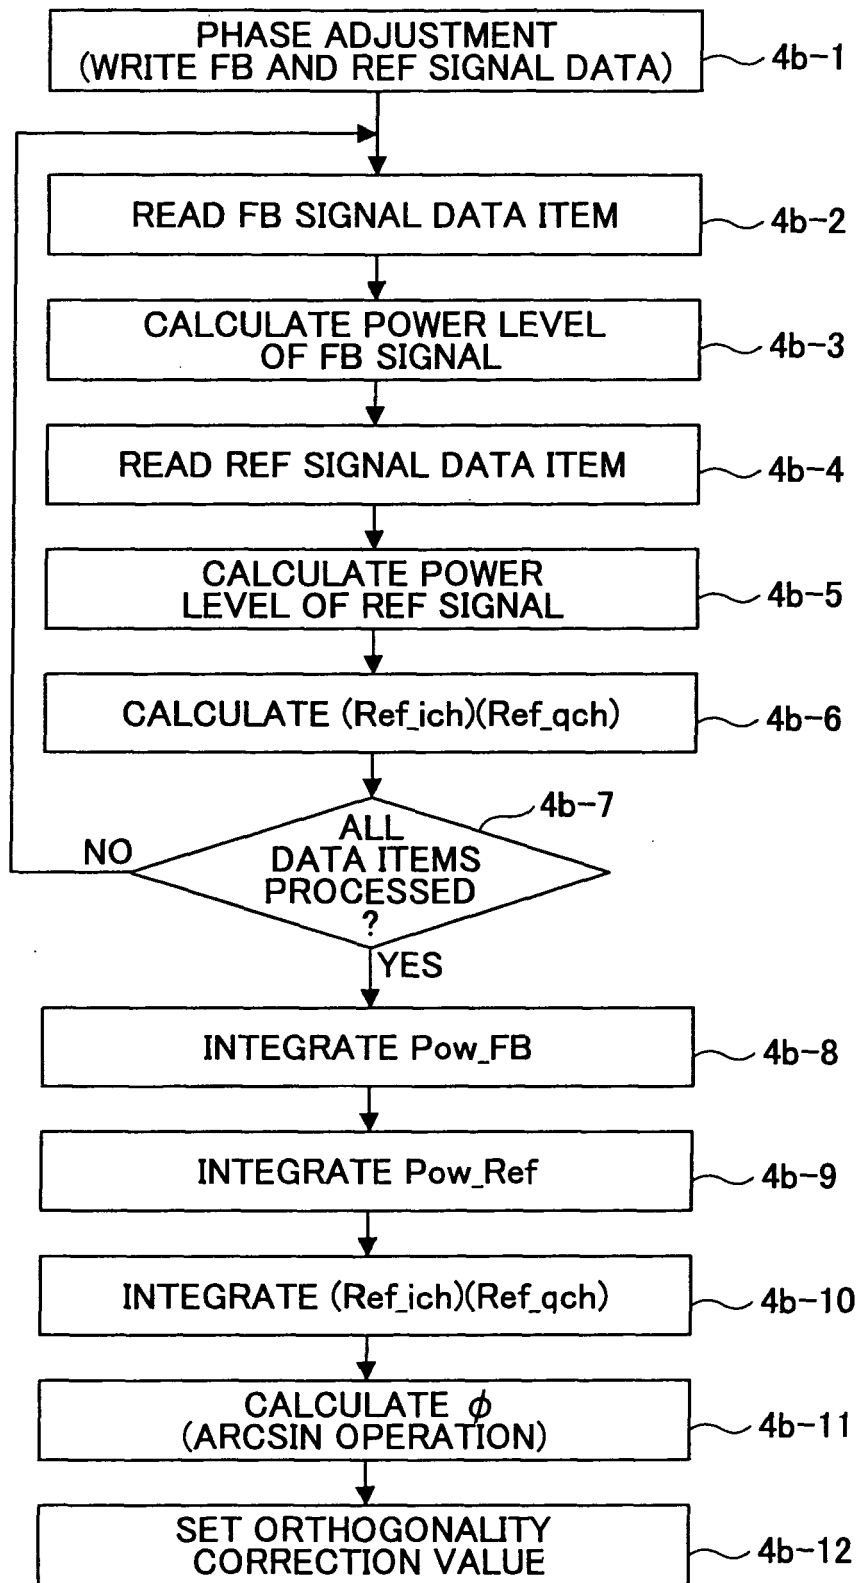 PHASE ADJUSTMENT
(WRITE FB AND REF SIGNAL DATA)
4b-1
READ FB SIGNAL DATA ITEM
4b-2
CALCULATE POWER LEVEL
OF FB SIGNAL
4b-3
READ REF SIGNAL DATA ITEM
4b-4
CALCULATE POWER
LEVEL OF REF SIGNAL
4b-5
CALCULATE (Ref_ich)(Ref_qch)
4b-6
4b-7
ALL
DATA ITEMS
PROCESSED
?
NO
YES
INTEGRATE Pow_FB
4b-8
INTEGRATE Pow_Ref
4b-9
INTEGRATE (Ref_ich)(Ref_qch)
4b-10
CALCULATE ϕ
(ARCSIN OPERATION)
4b-11
SET ORTHOGONALITY
CORRECTION VALUE
4b-12